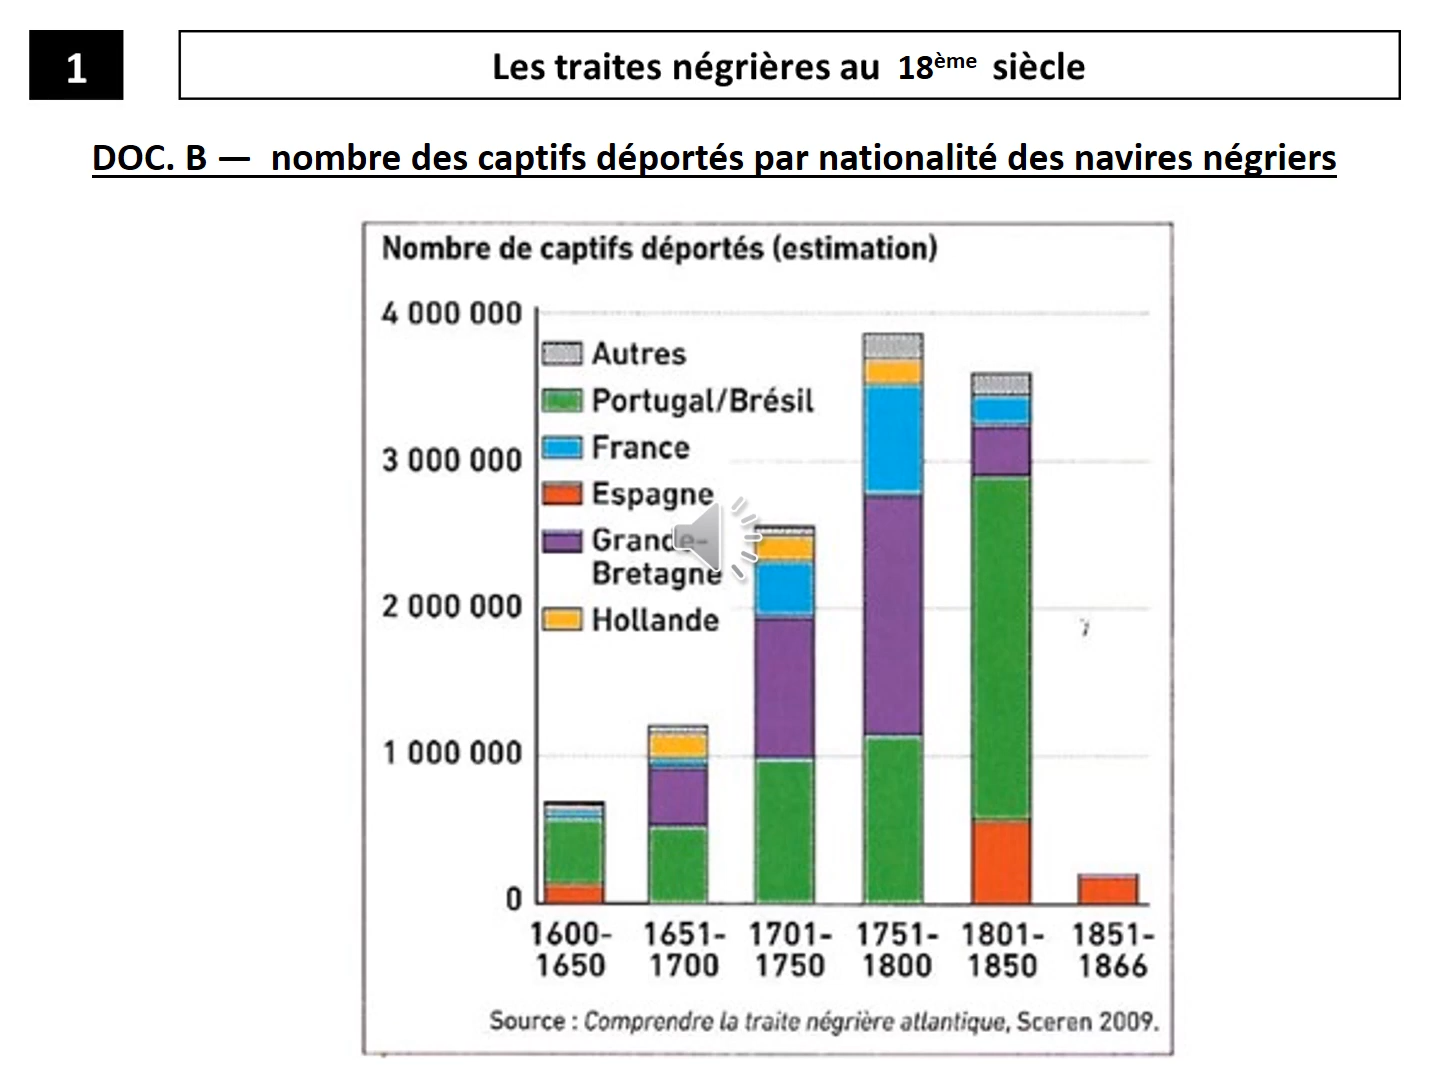 1
Les traites négrières au 18ème siècle
DOC. B — nombre des captifs déportés par nationalité des navires négriers
Nombre de captifs déportés (estimation)
4 000 000
3 000 000
2 000 000
1 000 000
0
Autres
Portugal/Brésil
France
Espagne
Grande-
Bretagne
Hollande
1600- 1651- 1701- 1751- 1801- 1851-
1650 1700 1750 1800 1850 1866
Source : Comprendre la traite négrière atlantique, Sceren 2009.